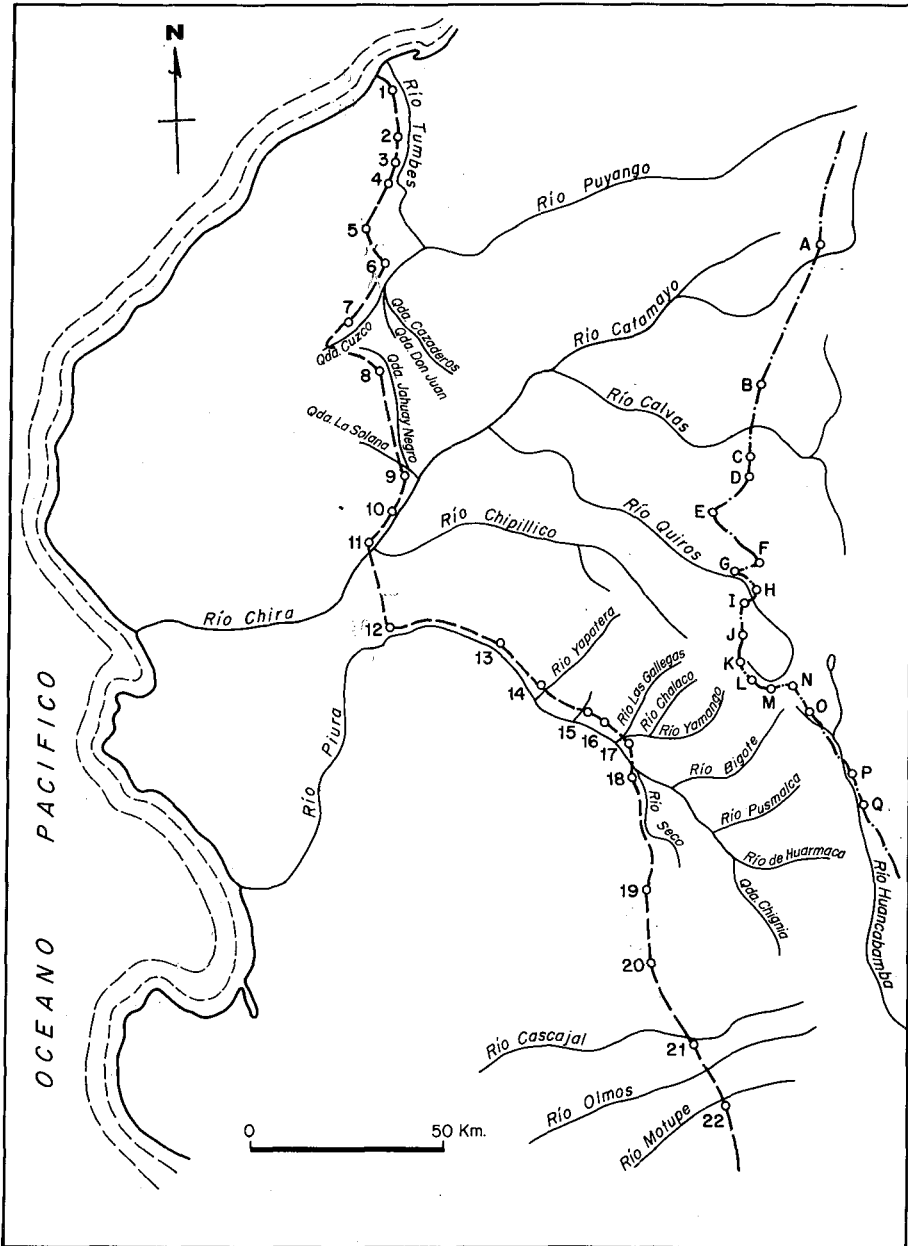 N
1
Río Tumbes
2
3
4
Río Puyango
5
A
6
Qda. Cazaderos
7
Qda. Cuzco
Qda. Don Juan
Río Catamayo
8
Qda. Jahuay Negro
B
Río Calvas
Qda. La Solana
C
9
D
10
E
Río Quiros
Río Chipillico
11
F
G
H
I
Río Chira
12
J
13
Río Yapatera
K
14
L
M
N
Río Las Gallegas
Río Chalaco
O
15
16
Río Yamango
17
Río Piura
18
Río Bigote
P
Río Seco
Río Pusmalca
Q
Río de Huarmaca
19
Qda. Chignia
Río Huancabamba
20
OCEANO PACIFICO
Río Cascajal
21
Río Olmos
22
Río Motupe
0 50 Km.